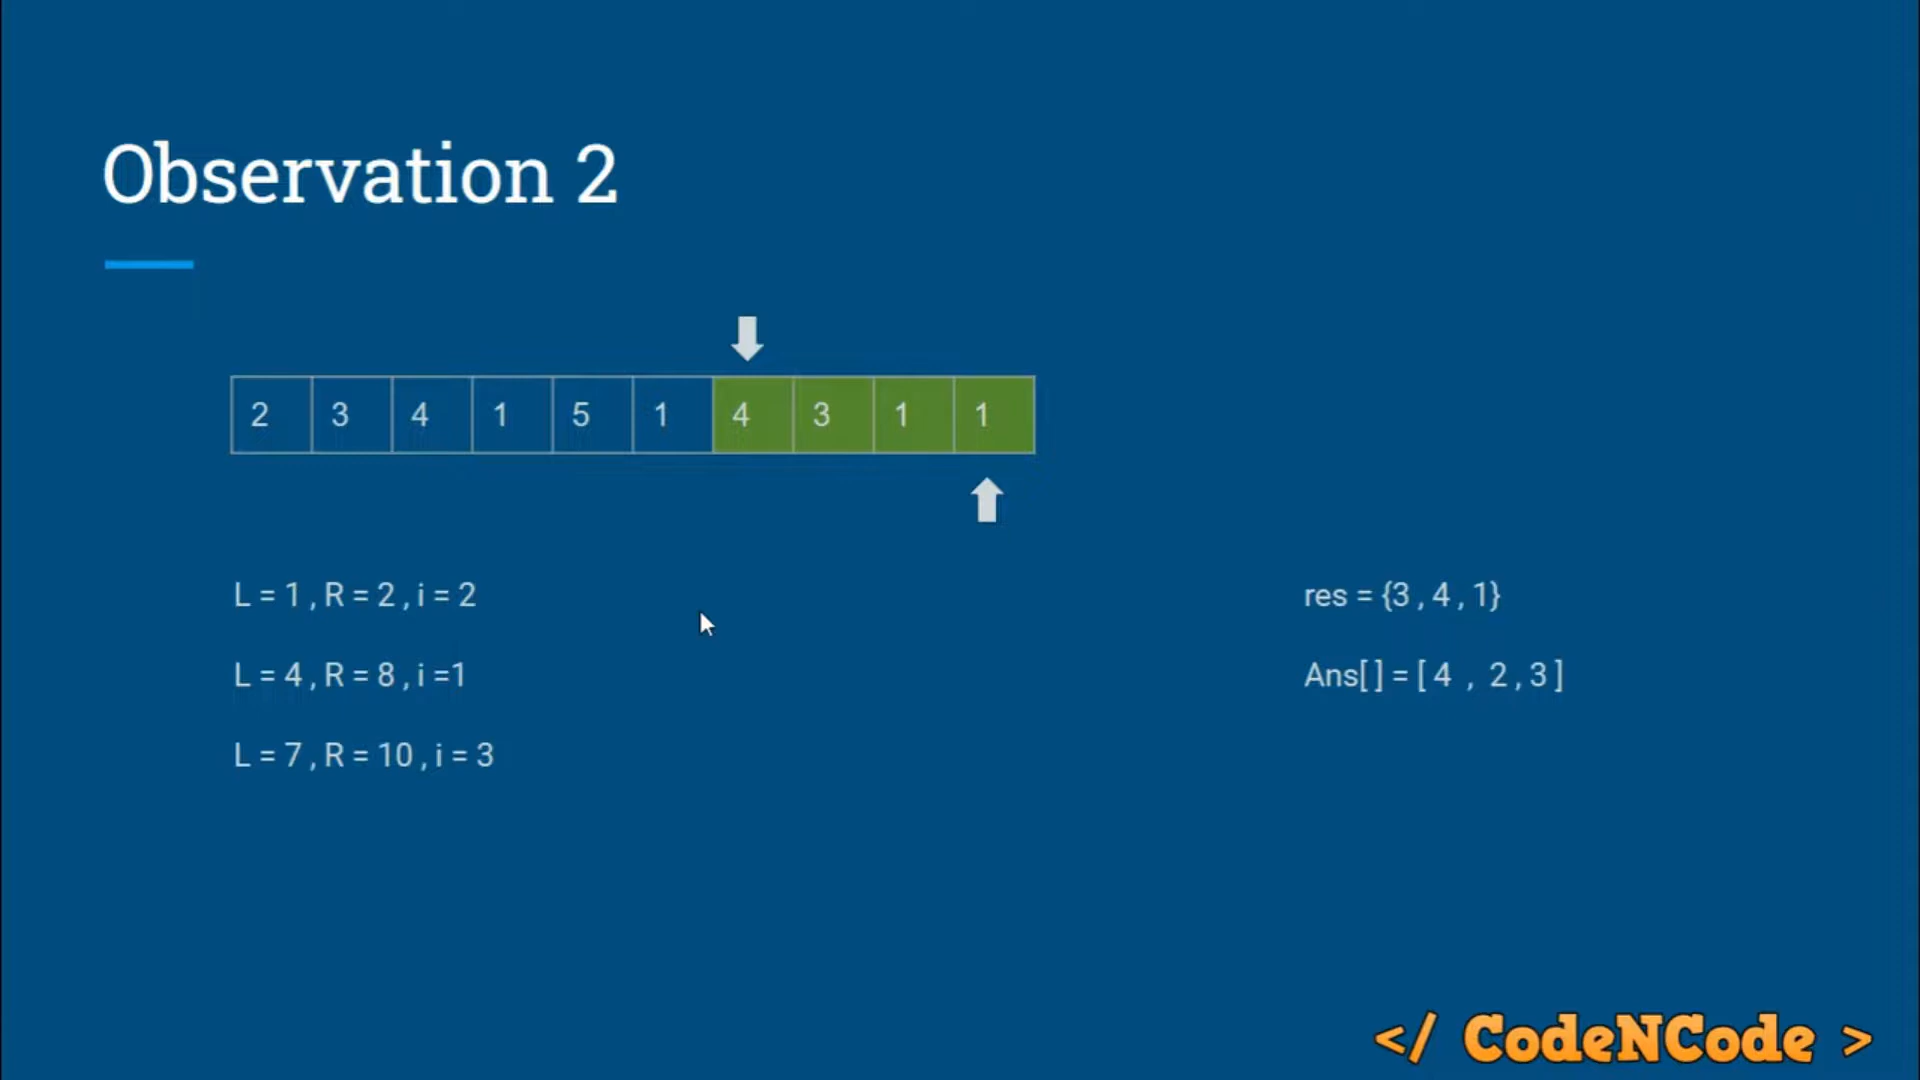 Observation 2
2 3 4 1 5 1 4 3 1 1
L = 1 , R = 2 , i = 2
res = {3 , 4 , 1}
L = 4 , R = 8 , i =1
Ans[ ] = [ 4 , 2 , 3 ]
L = 7 , R = 10 , i = 3
</ CodeNCode >